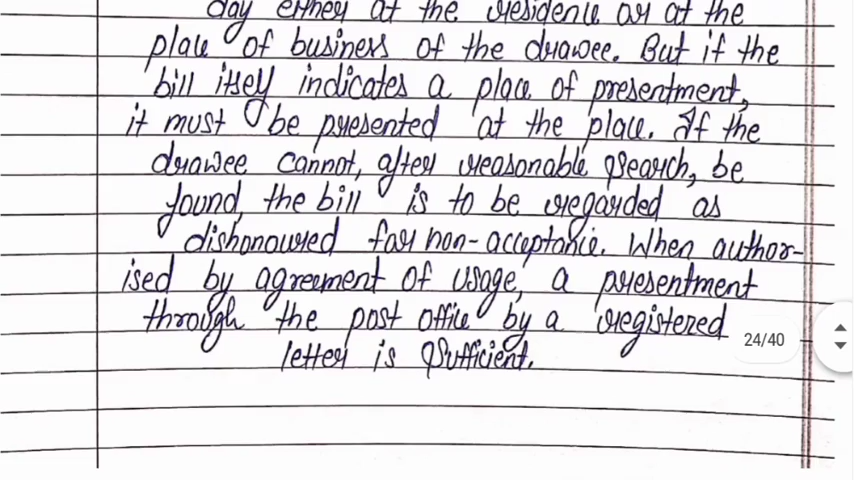 day either at the residence or at the
place of business of the drawee. But if the
bill itself indicates a place of presentment,
it must be presented at the place. If the
drawee cannot, after reasonable search, be
found, the bill is to be regarded as
dishonoured for non-acceptance. When author-
ised by agreement of usage, a presentment
through the post office by a registered
24/40
letter is sufficient.